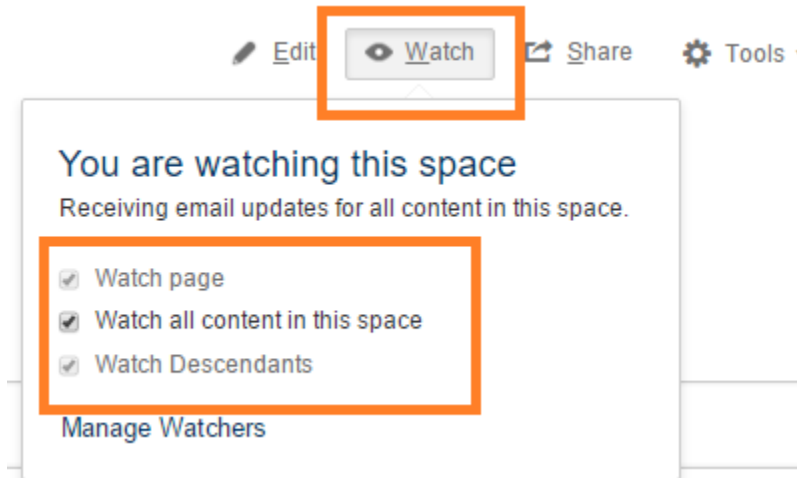 Edit Watch Share Tools
You are watching this space
Receiving email updates for all content in this space.
Watch page
Watch all content in this space
Watch Descendants
Manage Watchers